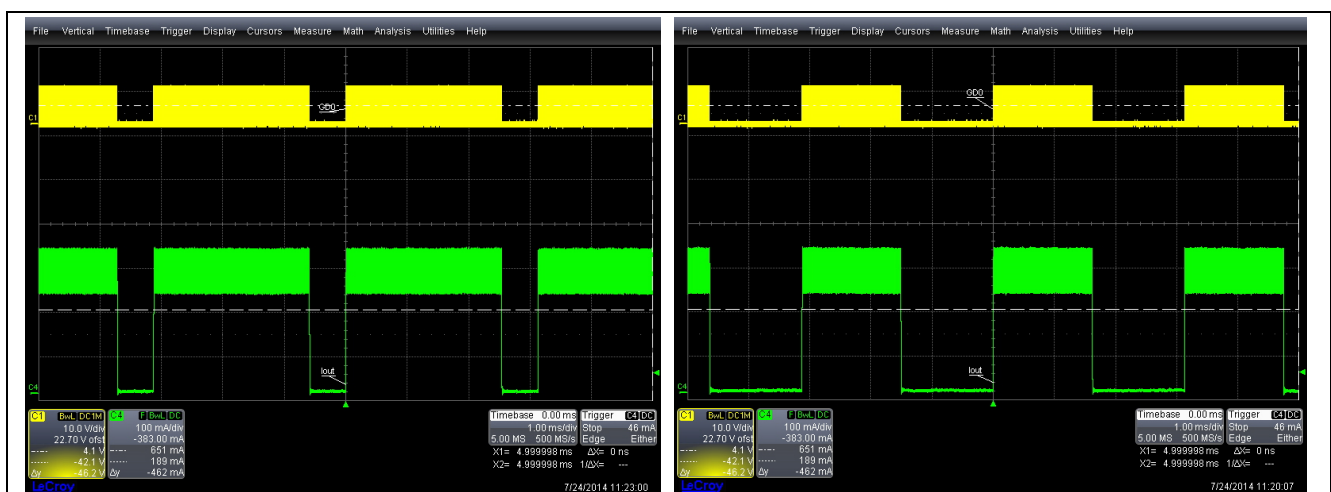 File Vertical Timebase Trigger Display Cursors Measure Math Analysis Utilities Help
GD0
C1
Iout
C4
C1 BwL DC1M
10.0 V/div
22.70 V ofst
4.1 V
-42.1 V
Δy -46.2 V
C4 F BwL DC
100 mA/div
-383.00 mA
651 mA
189 mA
Δy -462 mA
Timebase 0.00 ms
1.00 ms/div
5.00 MS 500 MS/s
Trigger C4 DC
Stop 46 mA
Edge Either
X1= 4.999998 ms ΔX= 0 ns
X2= 4.999998 ms 1/ΔX= ---
LeCroy
7/24/2014 11:23:00
File Vertical Timebase Trigger Display Cursors Measure Math Analysis Utilities Help
GD0
C1
Iout
C4
C1 BwL DC1M
10.0 V/div
22.70 V ofst
4.1 V
-42.1 V
Δy -46.2 V
C4 F BwL DC
100 mA/div
-383.00 mA
651 mA
189 mA
Δy -462 mA
Timebase 0.00 ms
1.00 ms/div
5.00 MS 500 MS/s
Trigger C4 DC
Stop 46 mA
Edge Either
X1= 4.999998 ms ΔX= 0 ns
X2= 4.999998 ms 1/ΔX= ---
LeCroy
7/24/2014 11:20:07